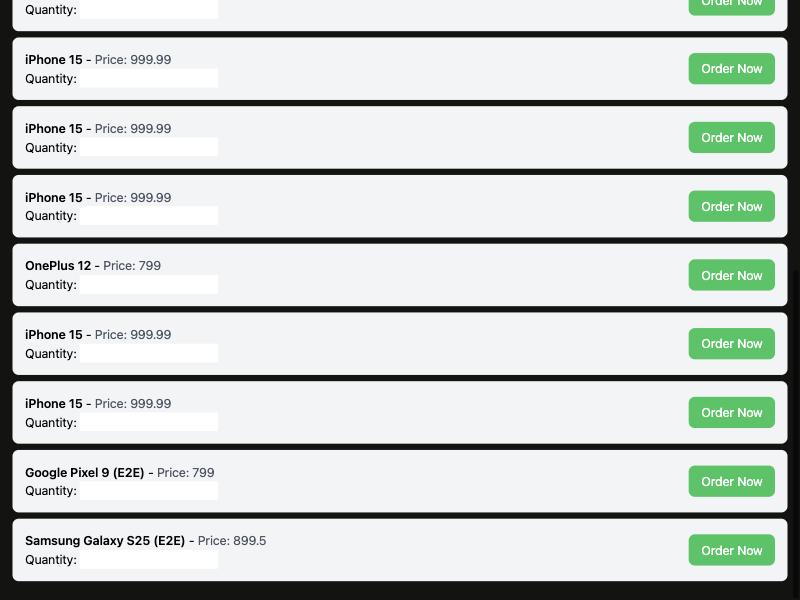 Quantity:
Order Now
iPhone 15 - Price: 999.99
Quantity:
Order Now
iPhone 15 - Price: 999.99
Quantity:
Order Now
iPhone 15 - Price: 999.99
Quantity:
Order Now
OnePlus 12 - Price: 799
Quantity:
Order Now
iPhone 15 - Price: 999.99
Quantity:
Order Now
iPhone 15 - Price: 999.99
Quantity:
Order Now
Google Pixel 9 (E2E) - Price: 799
Quantity:
Order Now
Samsung Galaxy S25 (E2E) - Price: 899.5
Quantity:
Order Now